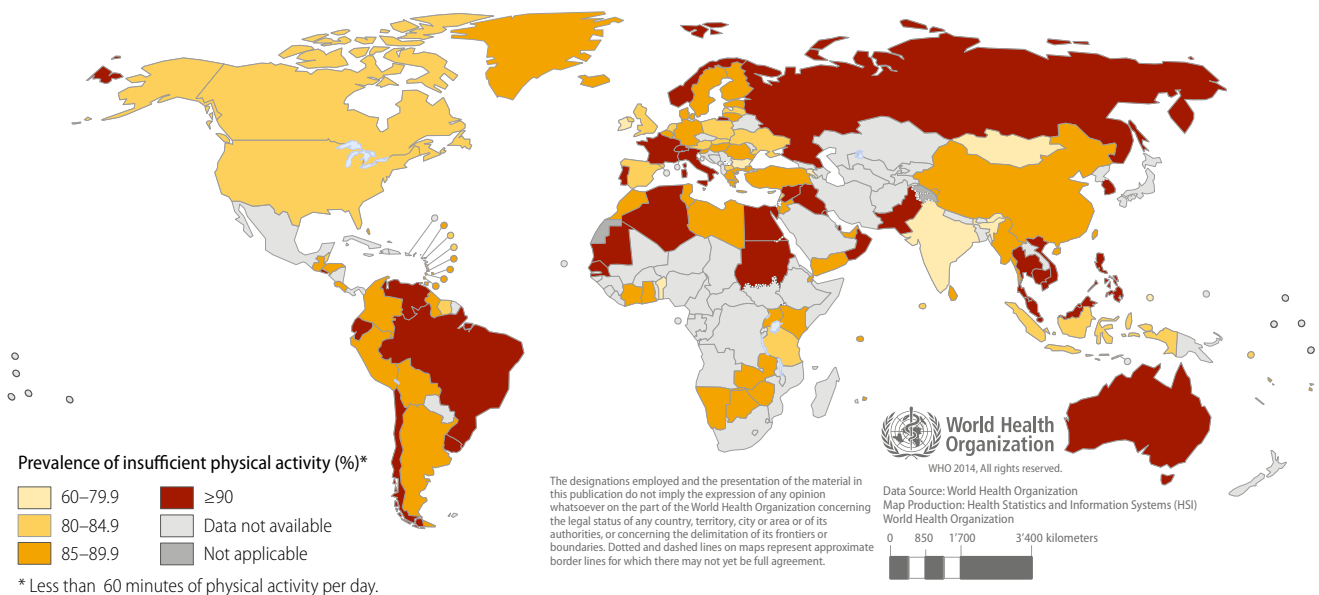 Prevalence of insufficient physical activity (%)*
60–79.9
80–84.9
85–89.9
≥90
Data not available
Not applicable
* Less than 60 minutes of physical activity per day.
The designations employed and the presentation of the material in
this publication do not imply the expression of any opinion
whatsoever on the part of the World Health Organization concerning
the legal status of any country, territory, city or area or of its
authorities, or concerning the delimitation of its frontiers or
boundaries. Dotted and dashed lines on maps represent approximate
border lines for which there may not yet be full agreement.
World Health
Organization
WHO 2014, All rights reserved.
Data Source: World Health Organization
Map Production: Health Statistics and Information Systems (HSI)
World Health Organization
0 850 1'700 3'400 kilometers